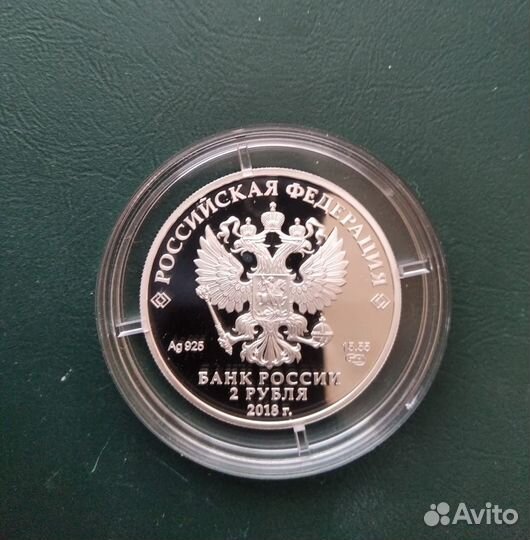 РОССИЙСКАЯ ФЕДЕРАЦИЯ
Ag 925
15.55
БАНК РОССИИ
2 РУБЛЯ
2018 г.
Avito